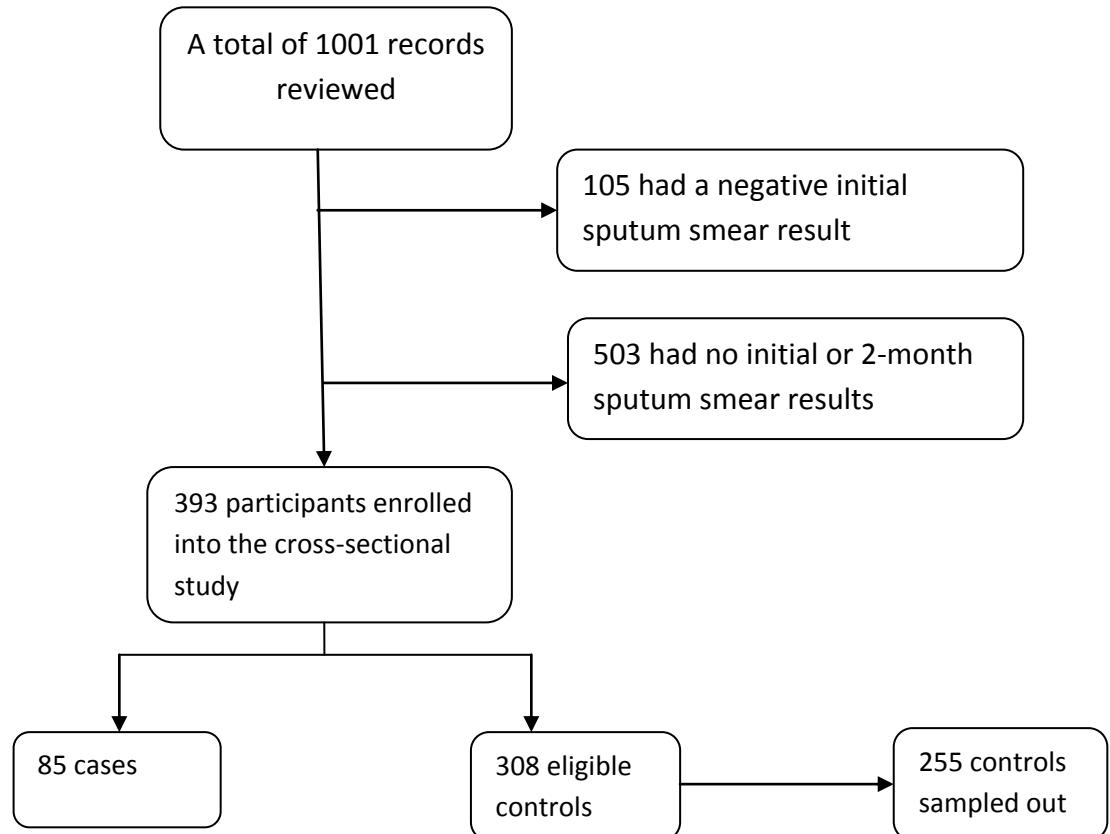 A total of 1001 records
reviewed
105 had a negative initial
sputum smear result
503 had no initial or 2-month
sputum smear results
393 participants enrolled
into the cross-sectional
study
85 cases
308 eligible
controls
255 controls
sampled out